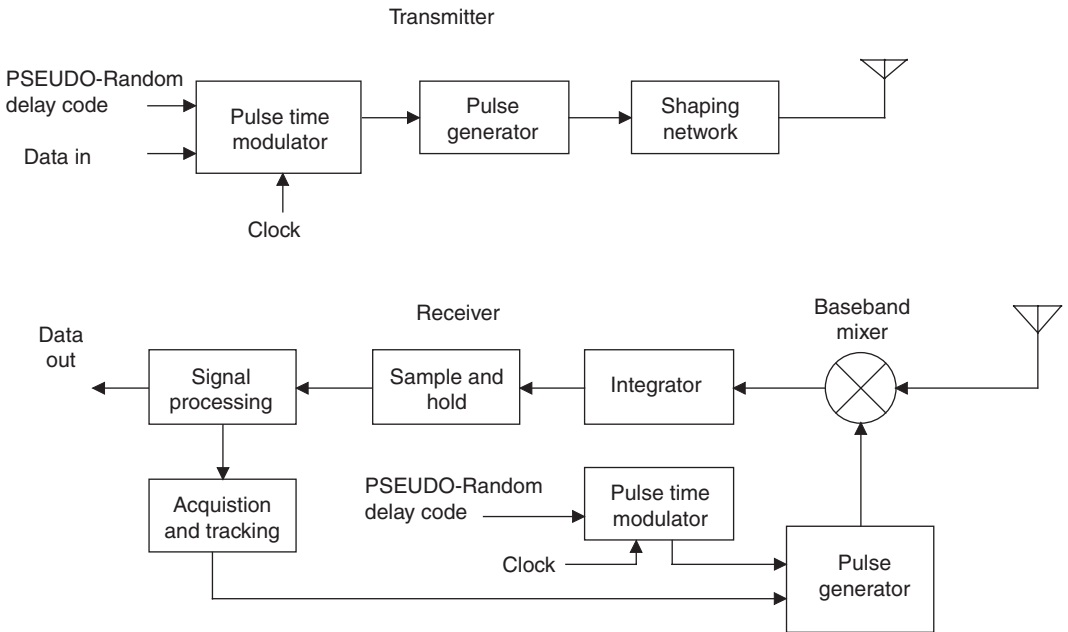 Transmitter
PSEUDO-Random
delay code
Data in
Pulse time
modulator
Clock
Pulse
generator
Shaping
network
Receiver
Baseband
mixer
Data
out
Signal
processing
Sample and
hold
Integrator
Acquistion
and tracking
PSEUDO-Random
delay code
Pulse time
modulator
Clock
Pulse
generator